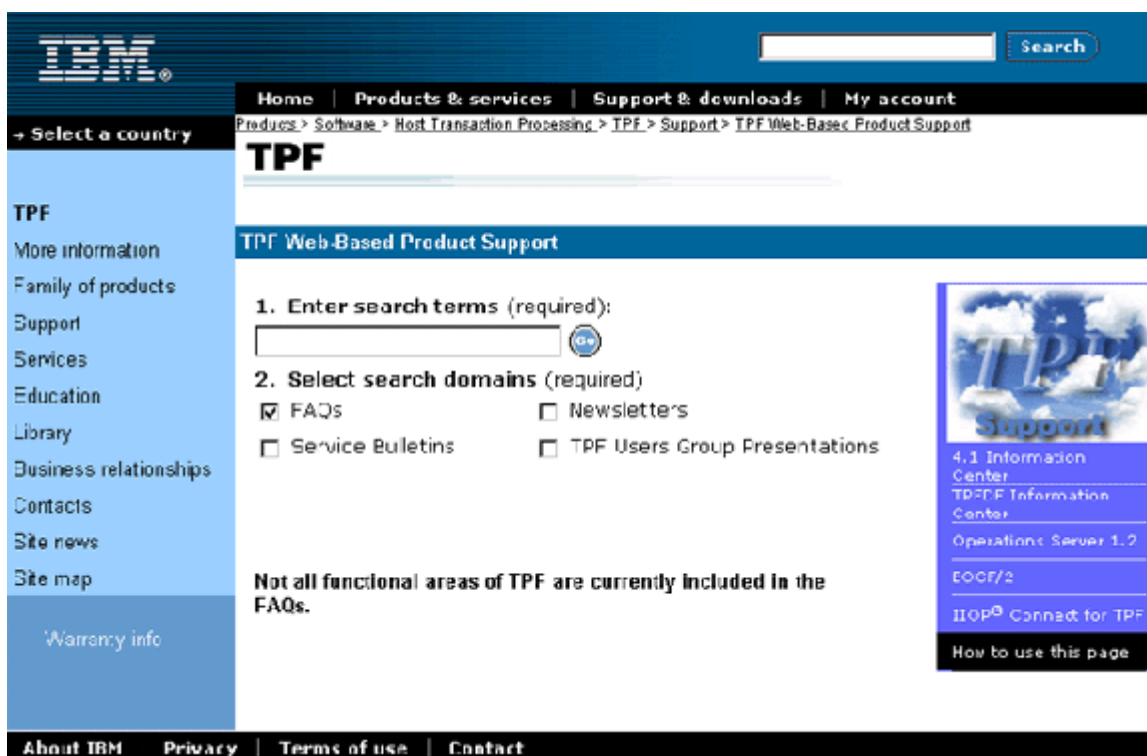 IBM®
Search
Home | Products & services | Support & downloads | My account
→ Select a country
Products > Software > Host Transaction Processing > TPF > Support > TPF Web-Based Product Support
TPF
TPF
More information
Family of products
Support
Services
Education
Library
Business relationships
Contacts
Site news
Site map
Warranty info
TPF Web-Based Product Support
1. Enter search terms (required):
Go
2. Select search domains (required)
FAQs
Newsletters
Service Bulletins
TPF Users Group Presentations
Not all functional areas of TPF are currently included in the
FAQs.
TPF
Support
4.1 Information
Center
TPFDF Information
Center
Operations Server 1.2
EOCF/2
IIOP® Connect for TPF
How to use this page
About IBM | Privacy | Terms of use | Contact